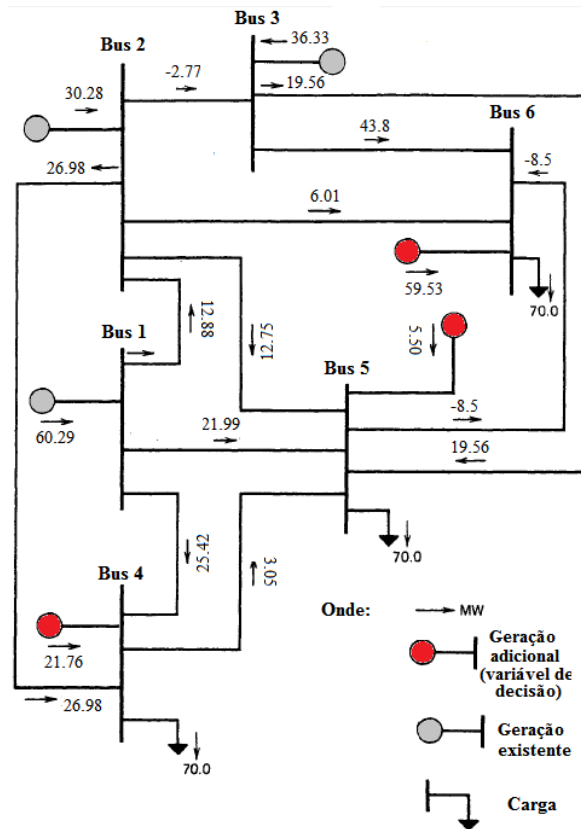 Bus 3
Bus 2
36.33
-2.77
19.56
30.28
Bus 6
43.8
-8.5
26.98
6.01
59.53
70.0
12.88
12.75
5.50
Bus 1
Bus 5
60.29
21.99
-8.5
19.56
25.42
3.05
70.0
Bus 4
Onde:
MW
21.76
Geração
adicional
(variável de
decisão)
26.98
Geração
existente
70.0
Carga